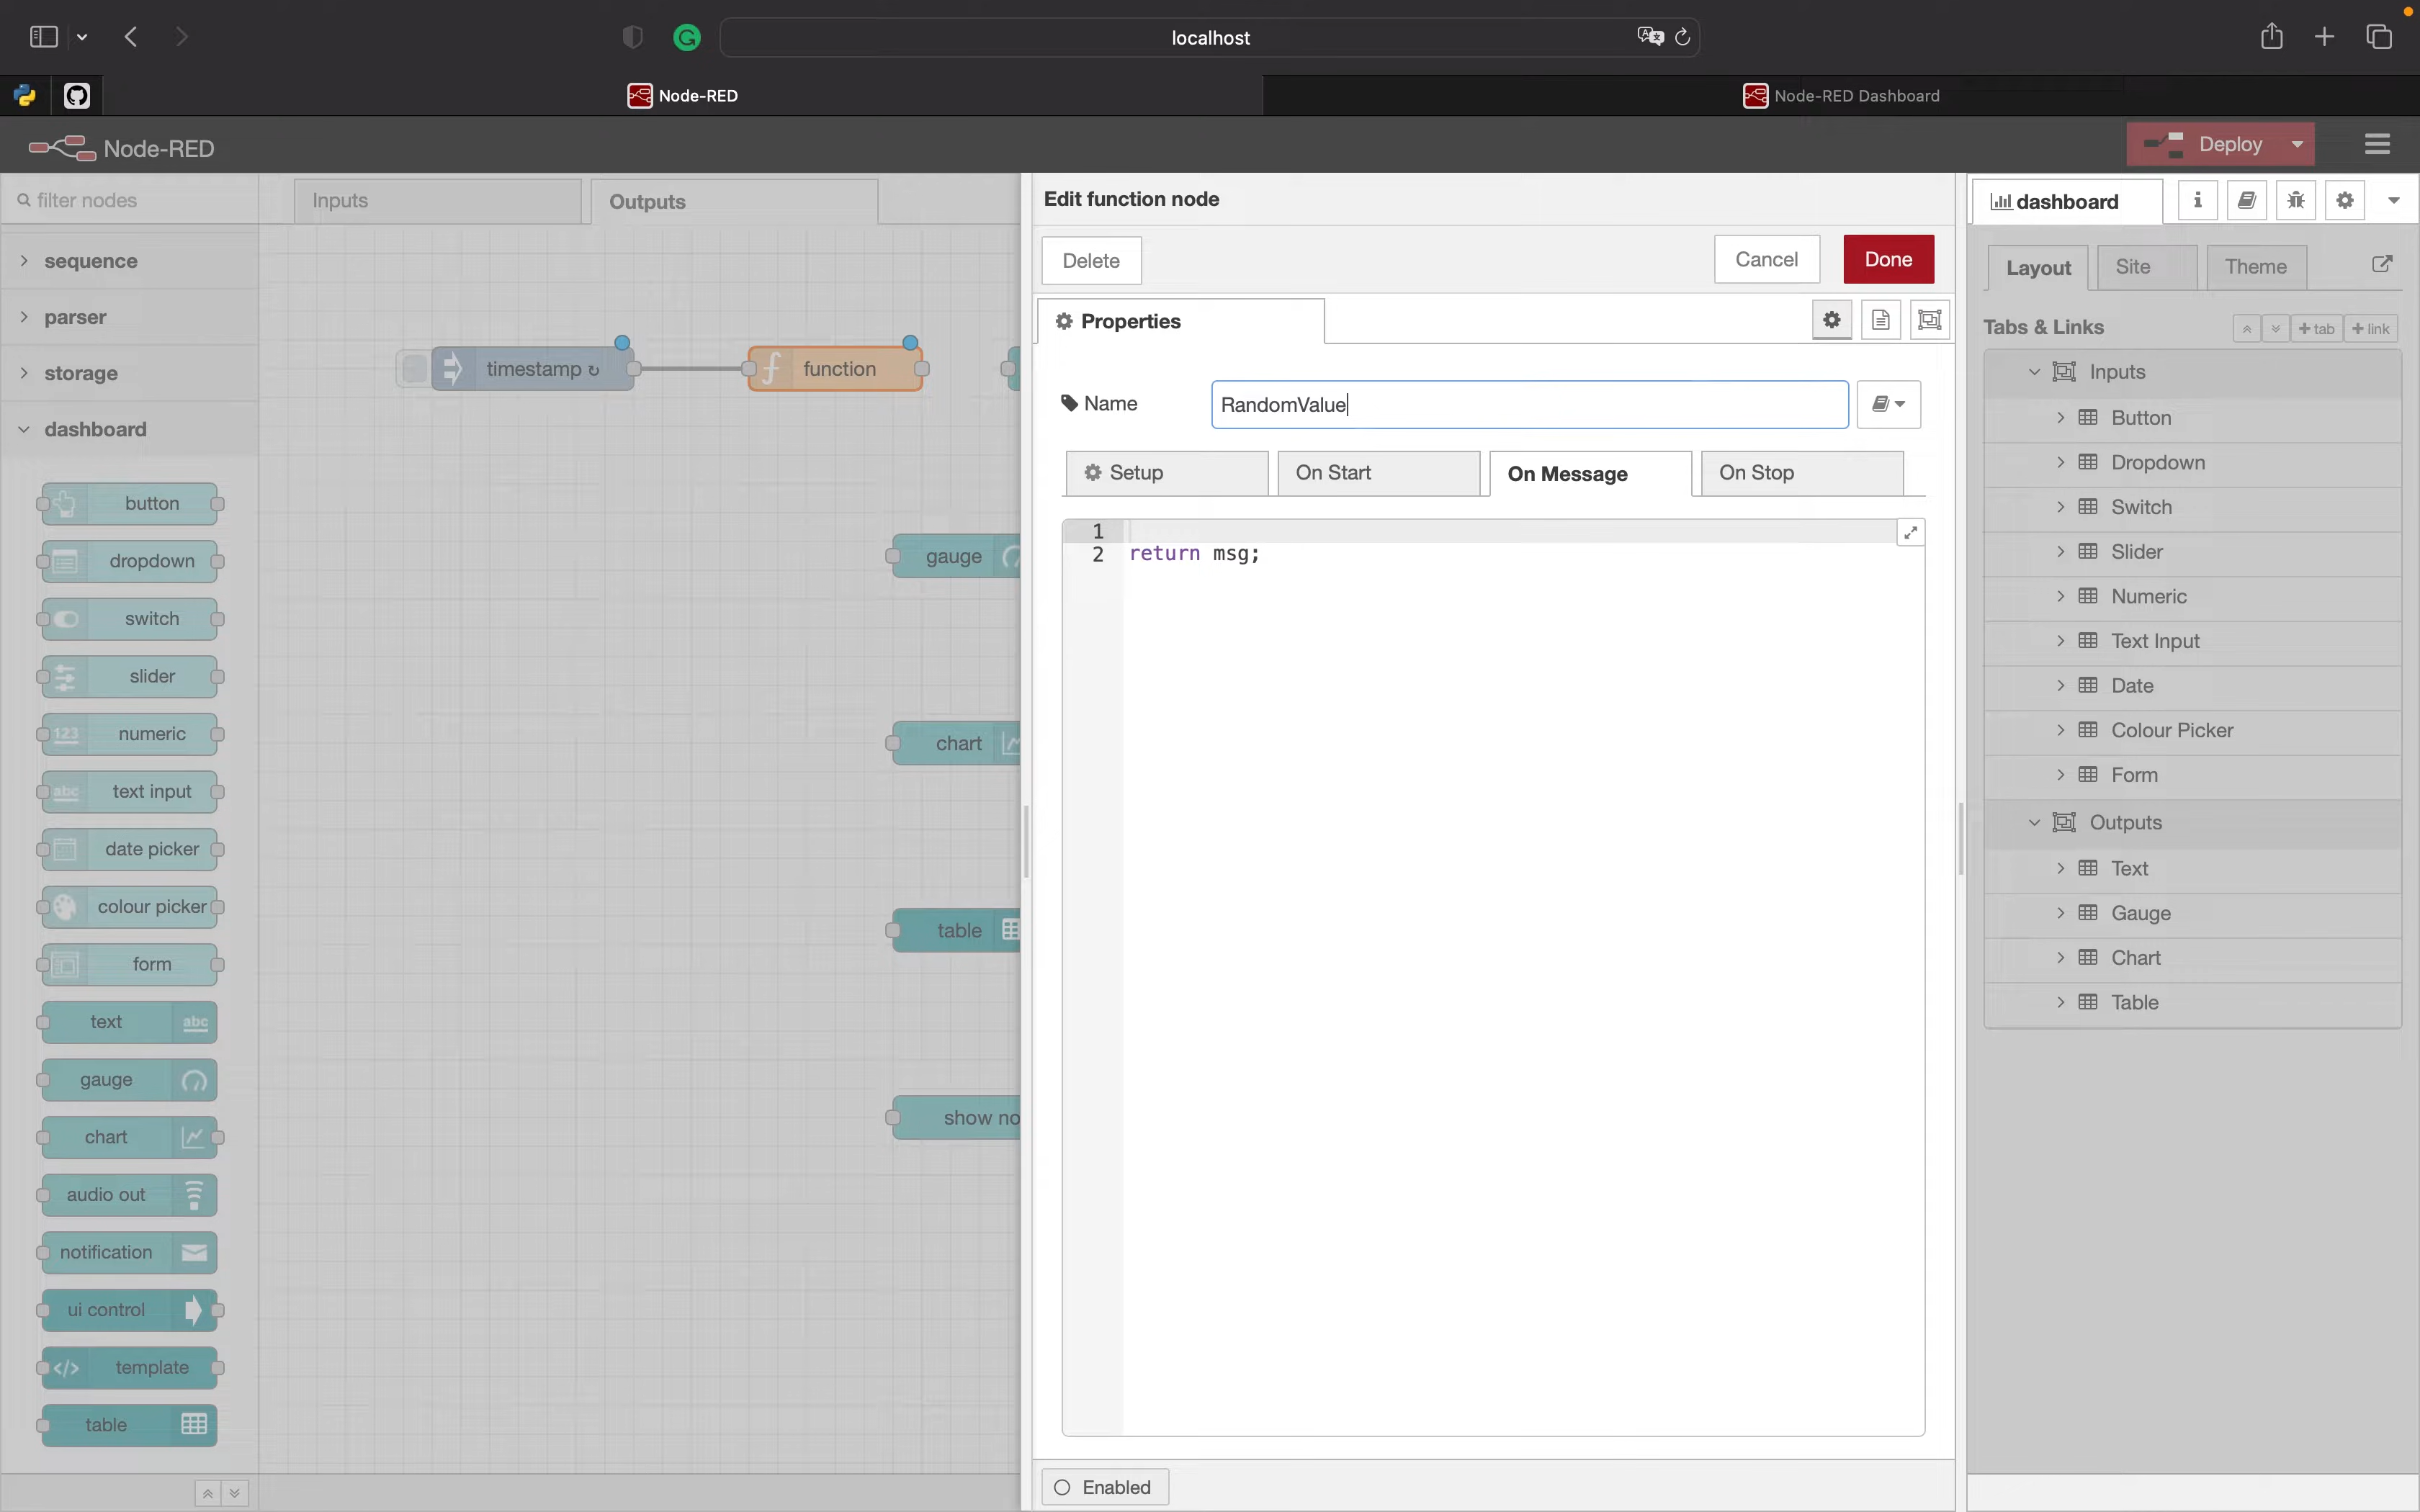 localhost
Node-RED
Node-RED Dashboard
Node-RED
Deploy
filter nodes
sequence
parser
storage
dashboard
button
dropdown
switch
slider
123 numeric
abc text input
date picker
colour picker
form
text abc
gauge
chart
audio out
notification
ui control
</> template
table
Inputs
Outputs
timestamp ↻
f function
gauge
chart
table
show no
Edit function node
Delete
Cancel
Done
Properties
Name
RandomValue
Setup
On Start
On Message
On Stop
1
2 return msg;
Enabled
dashboard
i
Layout
Site
Theme
Tabs & Links
+ tab
+ link
Inputs
Button
Dropdown
Switch
Slider
Numeric
Text Input
Date
Colour Picker
Form
Outputs
Text
Gauge
Chart
Table